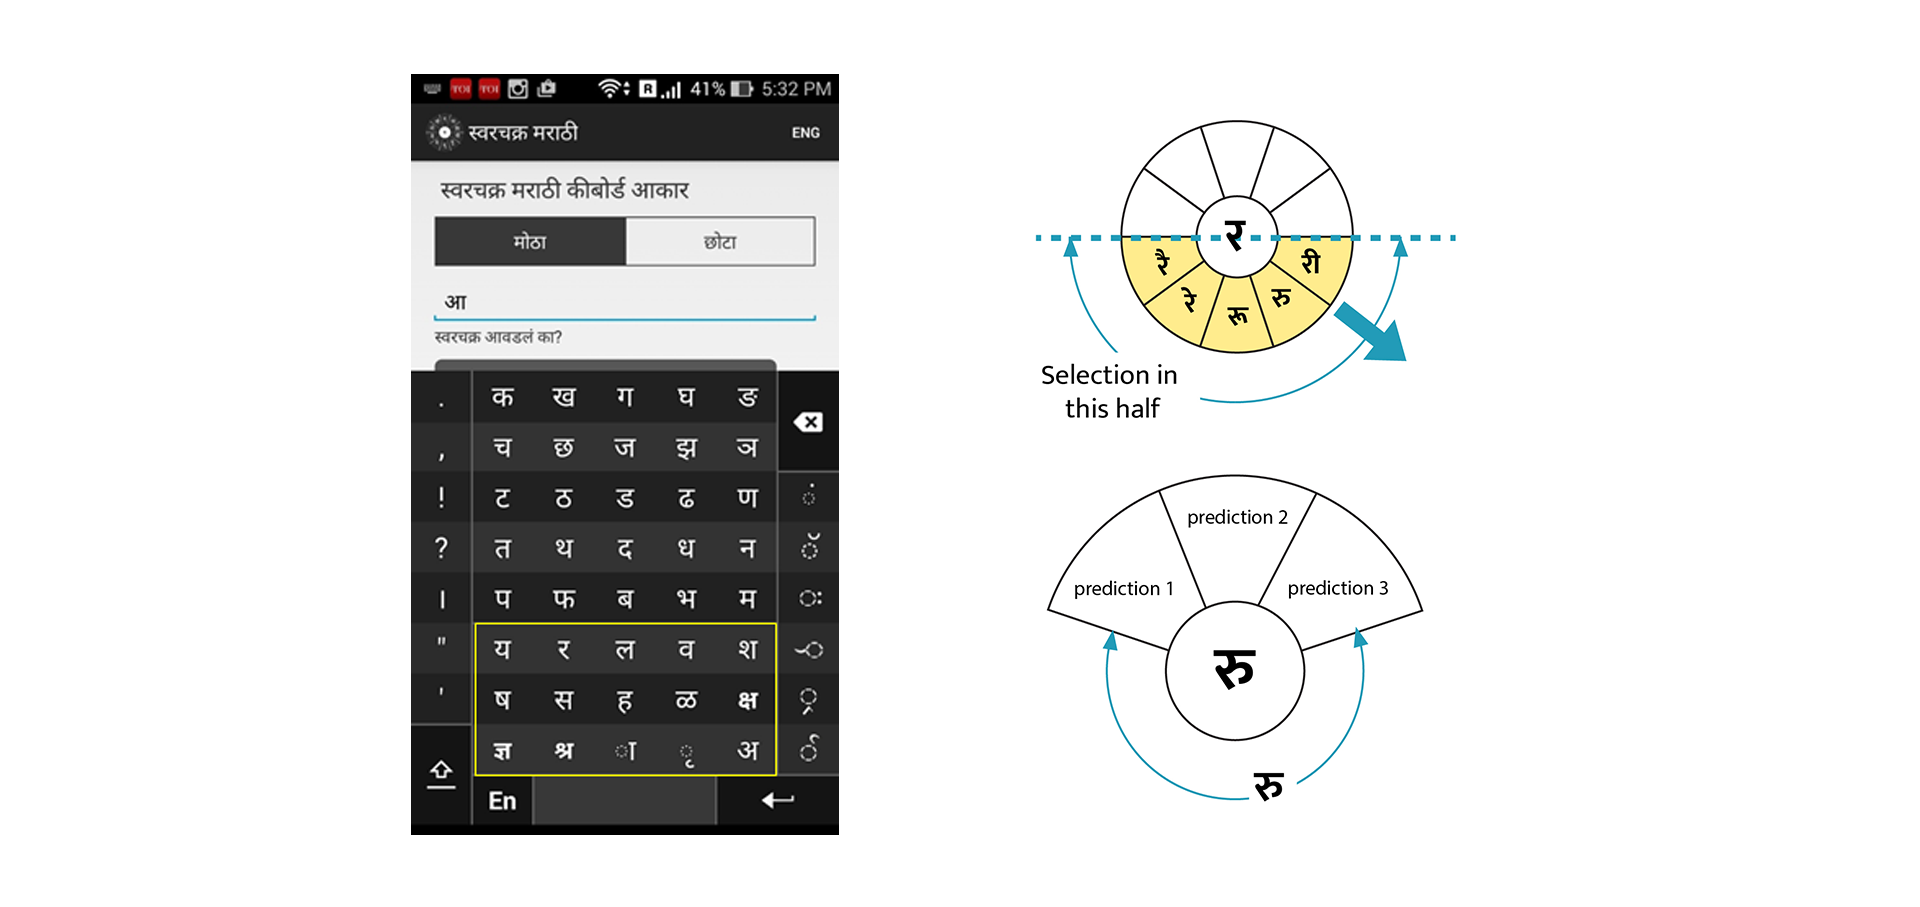 TOI TOI R 41% 5:32 PM
स्वरचक्र मराठी ENG
स्वरचक्र मराठी कीबोर्ड आकार
मोठा छोटा
आ
स्वरचक्र आवडलं का?
. क ख ग घ ङ
, च छ ज झ ञ
! ट ठ ड ढ ण ं
? त थ द ध न ॅ
। प फ ब भ म ः
" य र ल व श
' ष स ह ळ क्ष ्र
ज्ञ श्र ा ृ अ र्
En
र
रै रे रू रु री
Selection in
this half
prediction 1 prediction 2 prediction 3
रु
रु